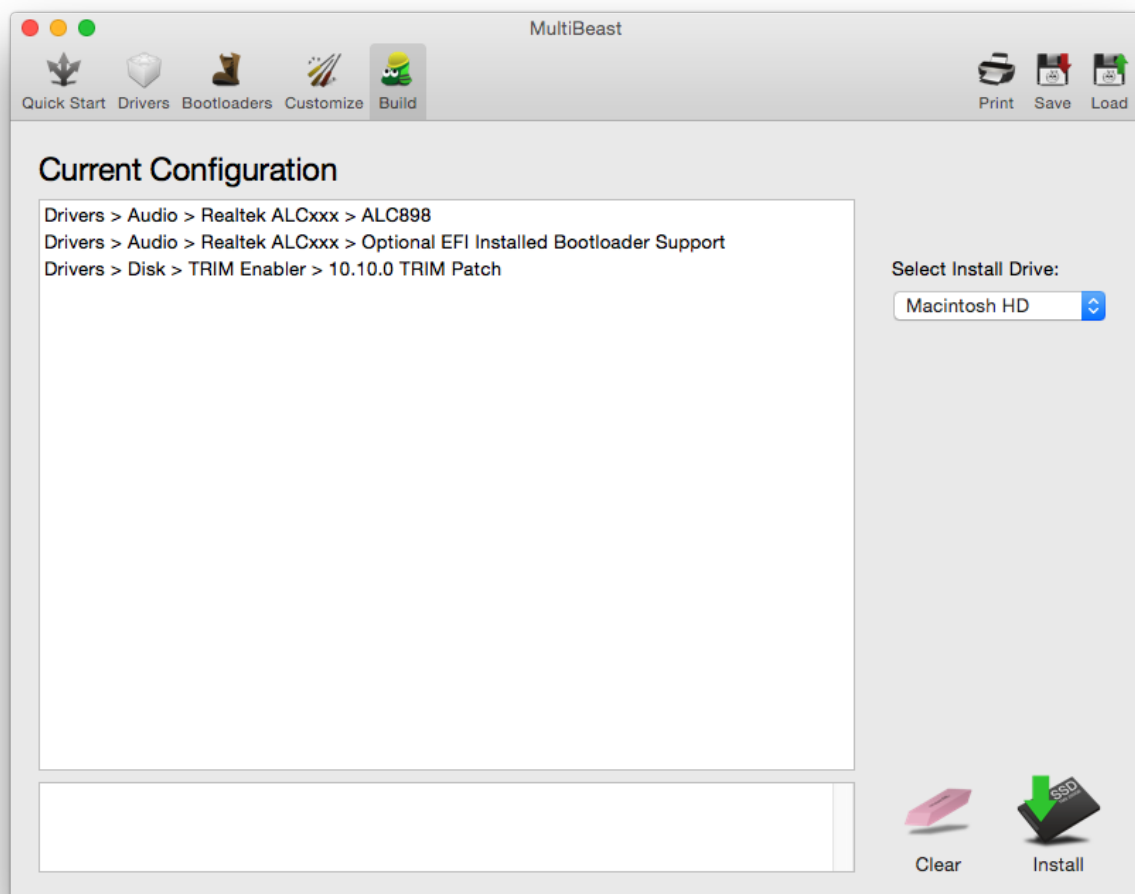 MultiBeast
Quick Start Drivers Bootloaders Customize Build Print Save Load
Current Configuration
Drivers > Audio > Realtek ALCxxx > ALC898
Drivers > Audio > Realtek ALCxxx > Optional EFI Installed Bootloader Support
Drivers > Disk > TRIM Enabler > 10.10.0 TRIM Patch
Select Install Drive:
Macintosh HD
SSD
Clear Install